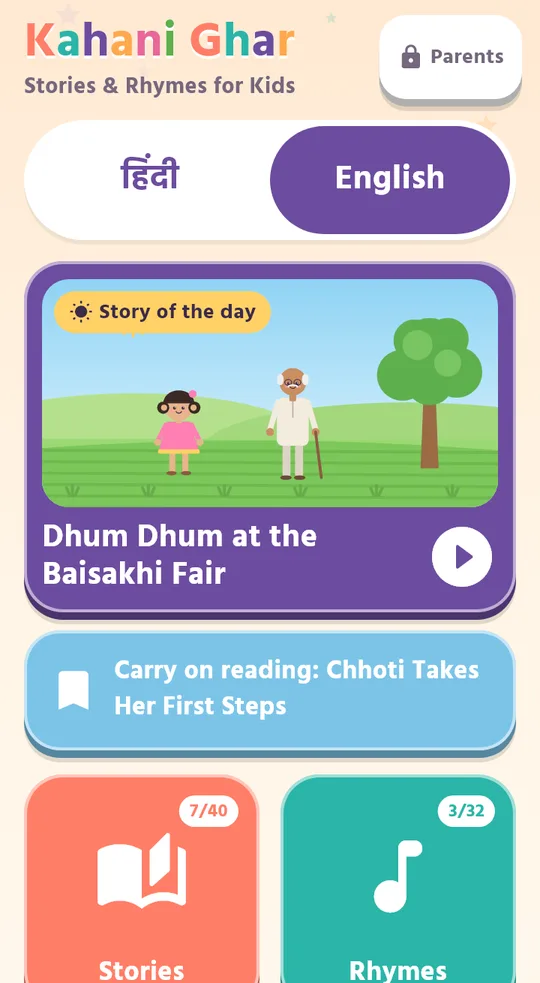 Kahani Ghar
Stories & Rhymes for Kids
Parents
हिंदी
English
Story of the day
Dhum Dhum at the
Baisakhi Fair
Carry on reading: Chhoti Takes
Her First Steps
7/40
3/32
Stories
Rhymes